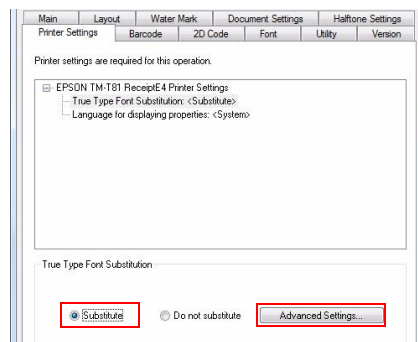 Main Layout Water Mark Document Settings Halftone Settings
Printer Settings Barcode 2D Code Font Utility Version
Printer settings are required for this operation.
EPSON TM-T81 ReceiptE4 Printer Settings
True Type Font Substitution: <Substitute>
Language for displaying properties: <System>
True Type Font Substitution
Substitute Do not substitute Advanced Settings...